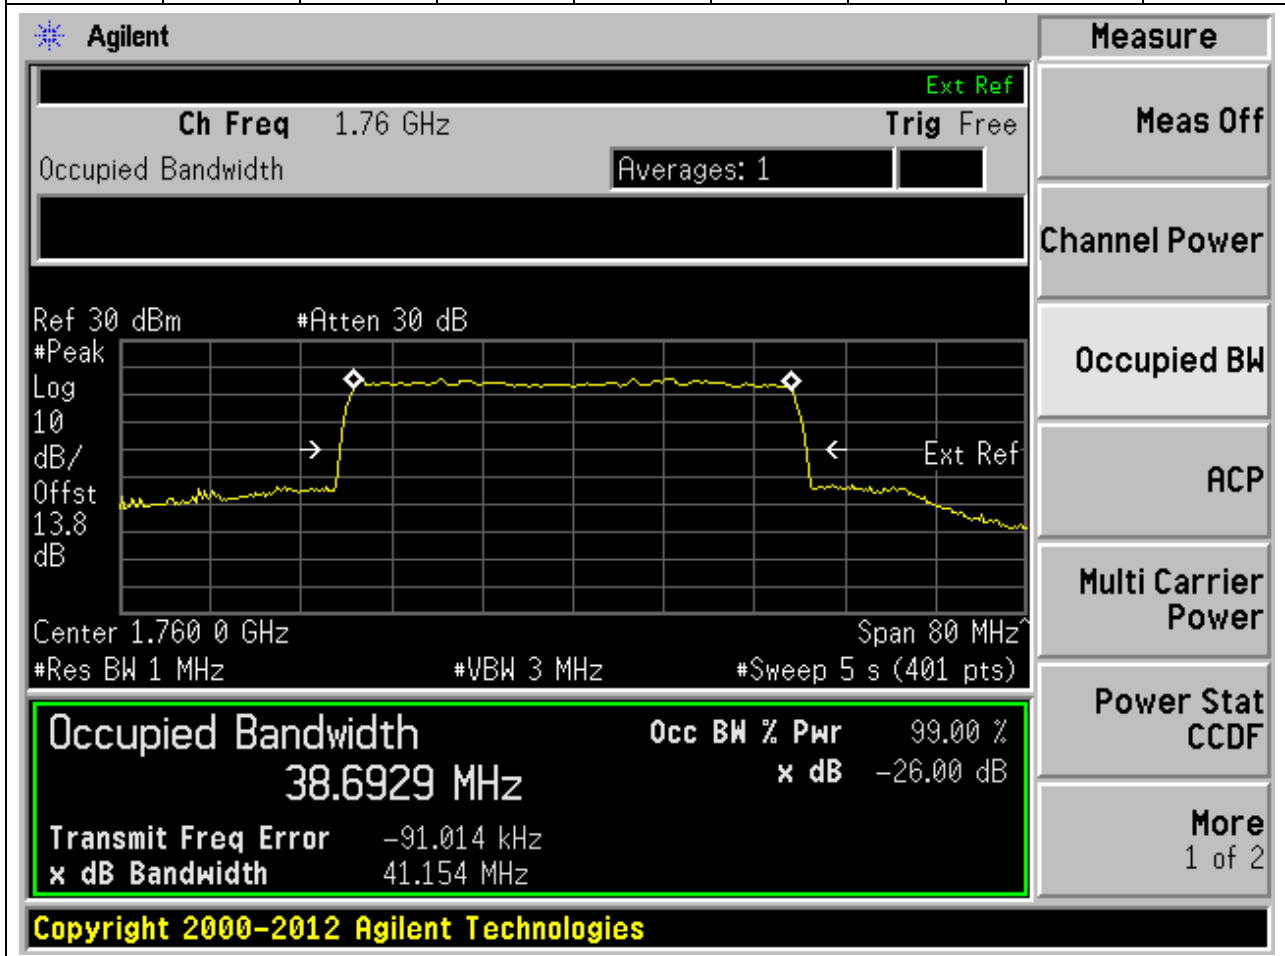 Agilent
Measure
Ext Ref
Ch Freq 1.76 GHz Trig Free
Occupied Bandwidth Averages: 1
Ref 30 dBm #Atten 30 dB
#Peak
Log
10
dB/
Offst
13.8
dB
Ext Ref
Center 1.760 0 GHz Span 80 MHz^
#Res BW 1 MHz #VBW 3 MHz #Sweep 5 s (401 pts)
Occupied Bandwidth Occ BW % Pwr 99.00 %
38.6929 MHz x dB -26.00 dB
Transmit Freq Error -91.014 kHz
x dB Bandwidth 41.154 MHz
Copyright 2000-2012 Agilent Technologies
Meas Off
Channel Power
Occupied BW
ACP
Multi Carrier
Power
Power Stat
CCDF
More
1 of 2